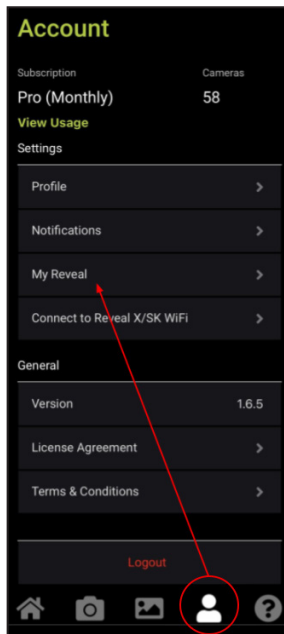 Account
Subscription Cameras
Pro (Monthly) 58
View Usage
Settings
Profile
Notifications
My Reveal
Connect to Reveal X/SK WiFi
General
Version 1.6.5
License Agreement
Terms & Conditions
Logout